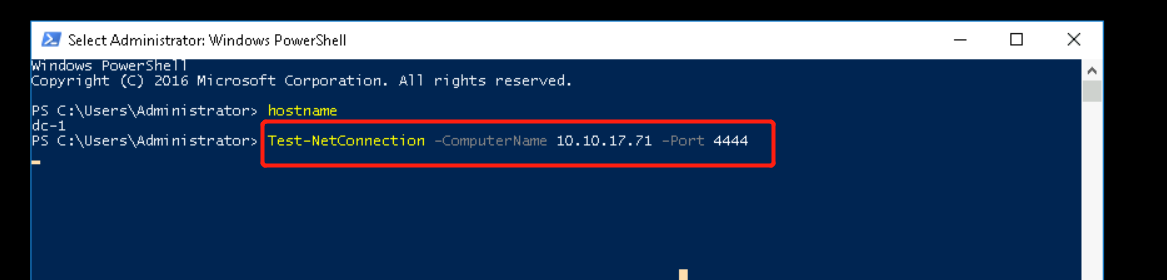 Select Administrator: Windows PowerShell
Windows PowerShell
Copyright (C) 2016 Microsoft Corporation. All rights reserved.
PS C:\Users\Administrator> hostname
dc-1
PS C:\Users\Administrator> Test-NetConnection -ComputerName 10.10.17.71 -Port 4444